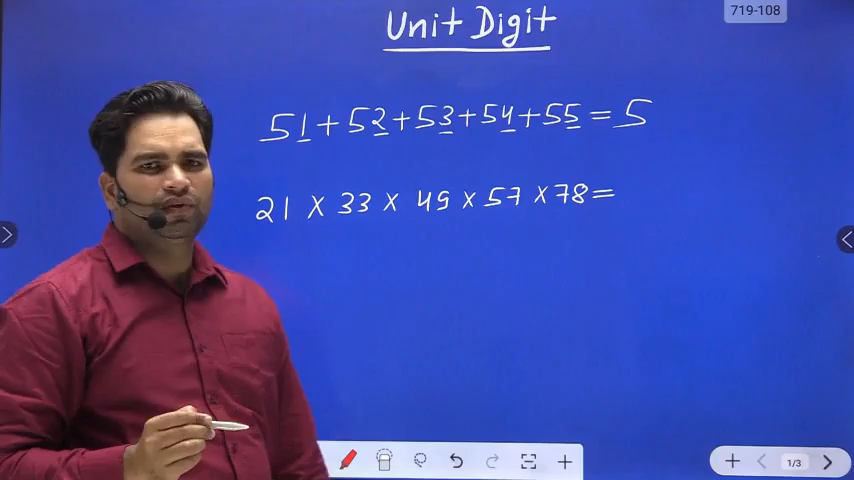 719-108
Unit Digit
51+52+53+54+55=5
21 × 33 × 49 × 57 × 78=
1/3